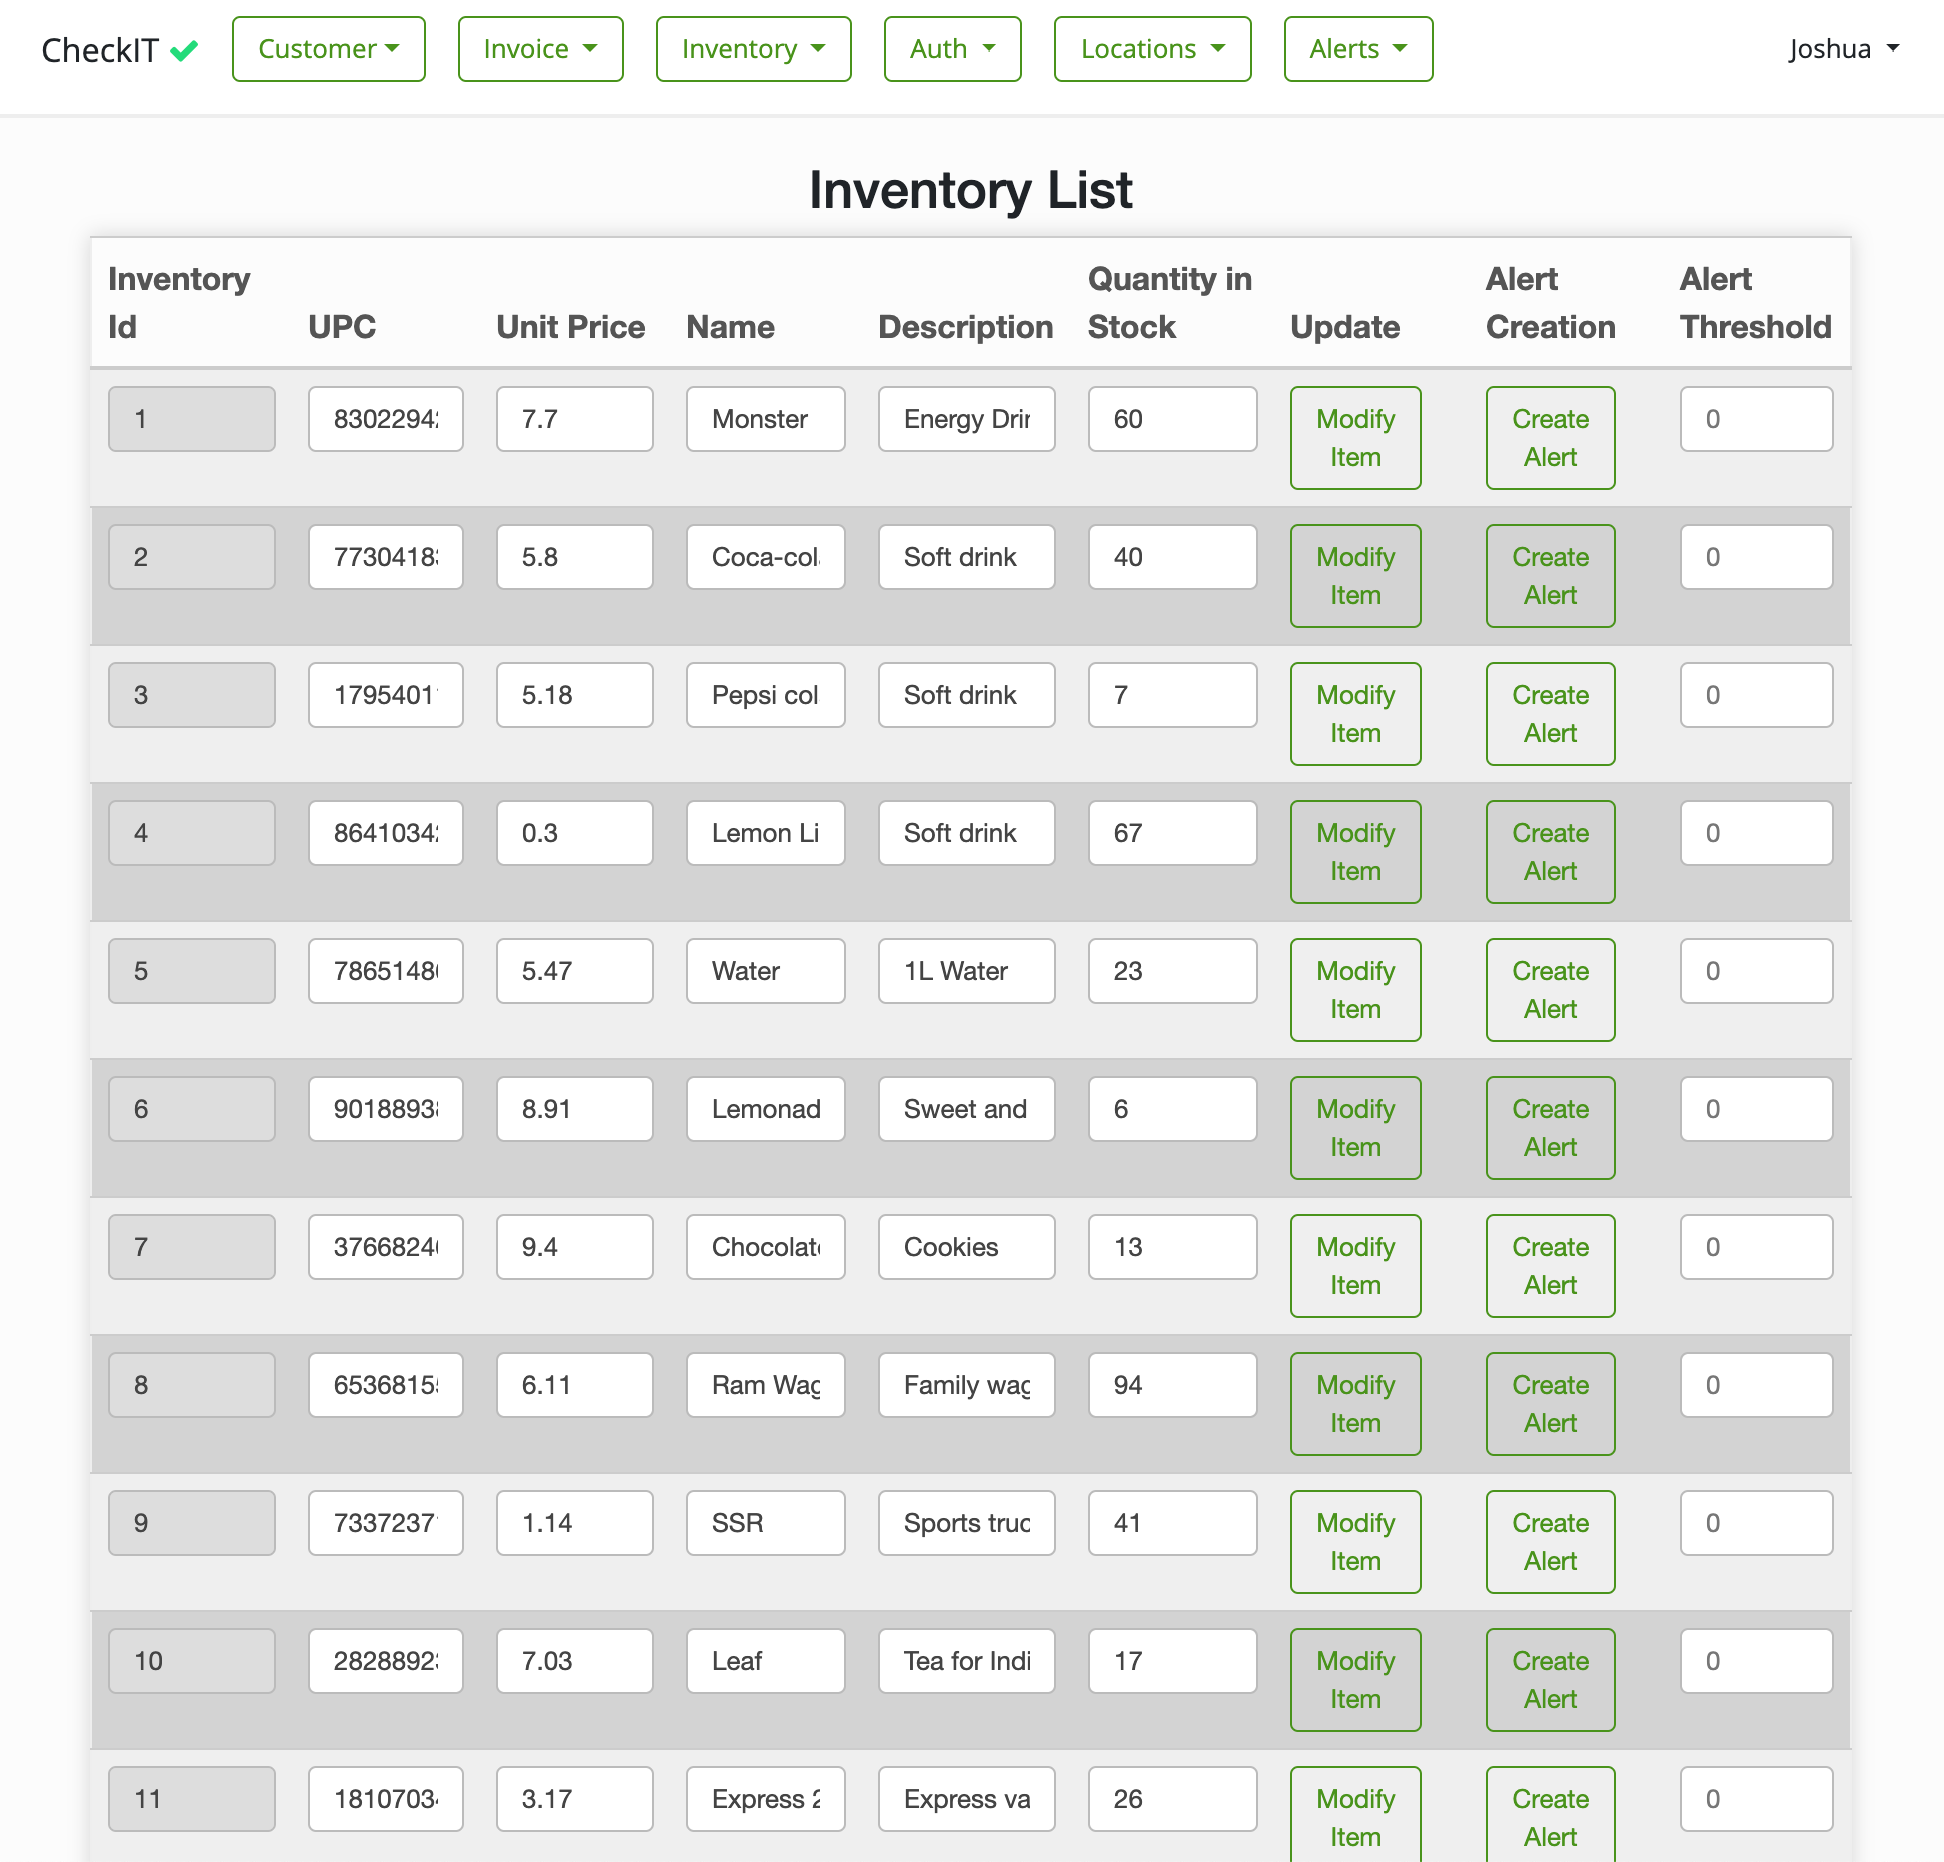 CheckIT Customer Invoice Inventory Auth Locations Alerts Joshua
Inventory List
Inventory Id UPC Unit Price Name Description Quantity in Stock Update Alert Creation Alert Threshold
1 8302294 7.7 Monster Energy Drin 60 Modify Item Create Alert 0
2 7730418 5.8 Coca-col Soft drink 40 Modify Item Create Alert 0
3 1795401 5.18 Pepsi col Soft drink 7 Modify Item Create Alert 0
4 8641034 0.3 Lemon Li Soft drink 67 Modify Item Create Alert 0
5 7865148 5.47 Water 1L Water 23 Modify Item Create Alert 0
6 9018893 8.91 Lemonad Sweet and 6 Modify Item Create Alert 0
7 3766824 9.4 Chocolat Cookies 13 Modify Item Create Alert 0
8 6536815 6.11 Ram Wag Family wag 94 Modify Item Create Alert 0
9 7337237 1.14 SSR Sports truc 41 Modify Item Create Alert 0
10 2828892 7.03 Leaf Tea for Indi 17 Modify Item Create Alert 0
11 1810703 3.17 Express 2 Express va 26 Modify Item Create Alert 0